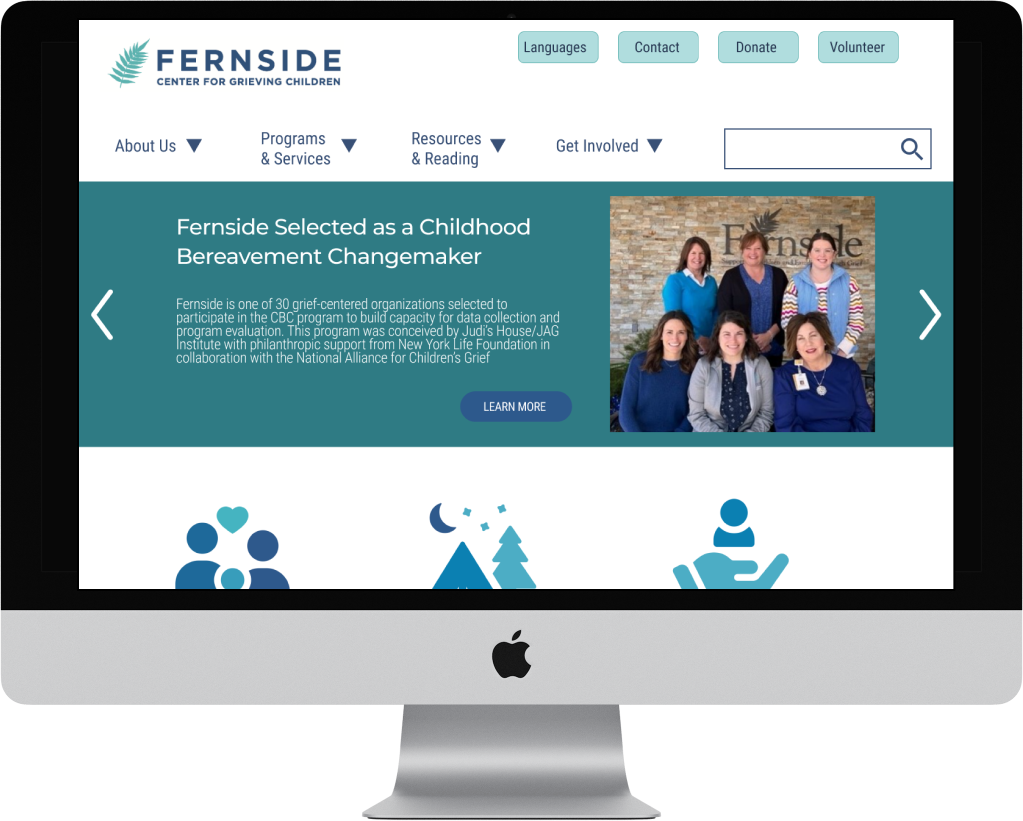 FERNSIDE
CENTER FOR GRIEVING CHILDREN
Languages
Contact
Donate
Volunteer
About Us
Programs
& Services
Resources
& Reading
Get Involved
Fernside Selected as a Childhood
Bereavement Changemaker
Fernside is one of 30 grief-centered organizations selected to
participate in the CBC program to build capacity for data collection and
program evaluation. This program was conceived by Judi's House/JAG
Institute with philanthropic support from New York Life Foundation in
collaboration with the National Alliance for Children's Grief
LEARN MORE
Fernside